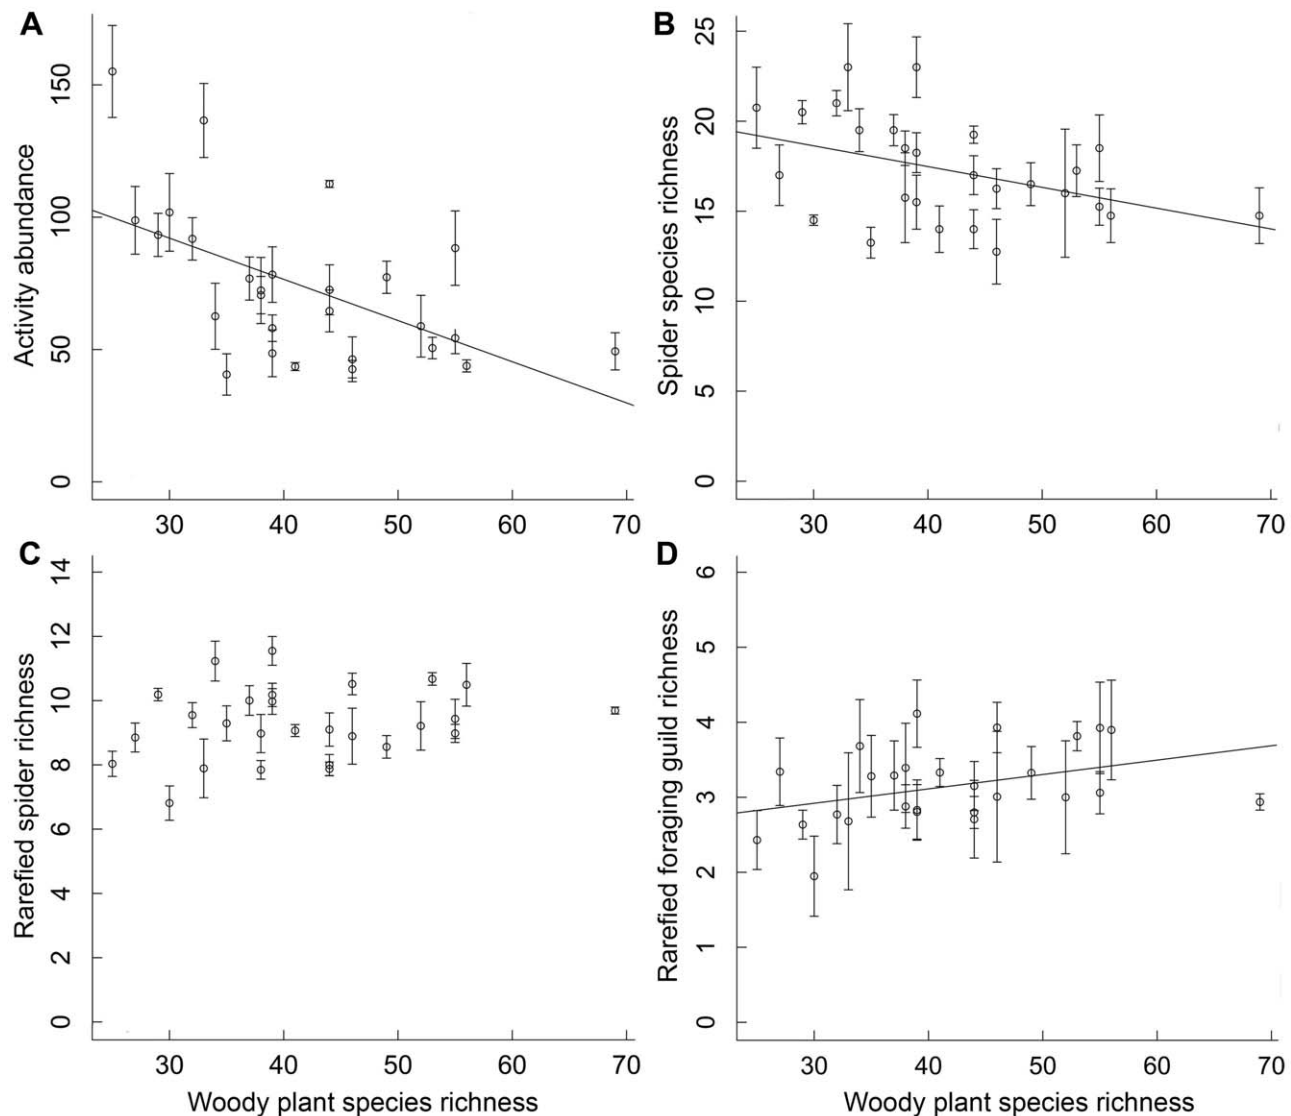 A
Activity abundance
150
100
50
0
30 40 50 60 70
B
Spider species richness
25
20
15
10
5
0
30 40 50 60 70
C
Rarefied spider richness
14
12
10
8
6
4
2
0
30 40 50 60 70
Woody plant species richness
D
Rarefied foraging guild richness
6
5
4
3
2
1
0
30 40 50 60 70
Woody plant species richness